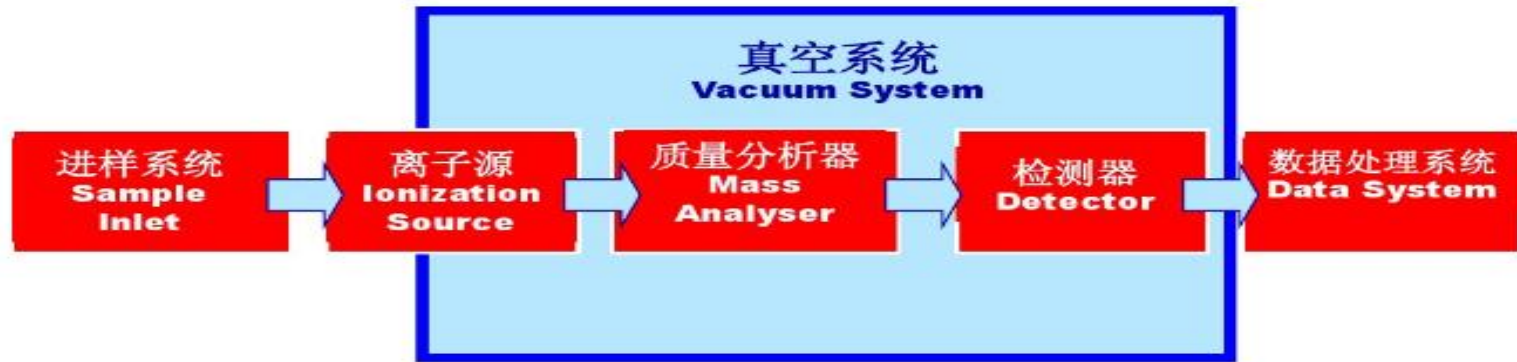 真空系统
Vacuum System
进样系统
Sample
Inlet
离子源
Ionization
Source
质量分析器
Mass
Analyser
检测器
Detector
数据处理系统
Data System